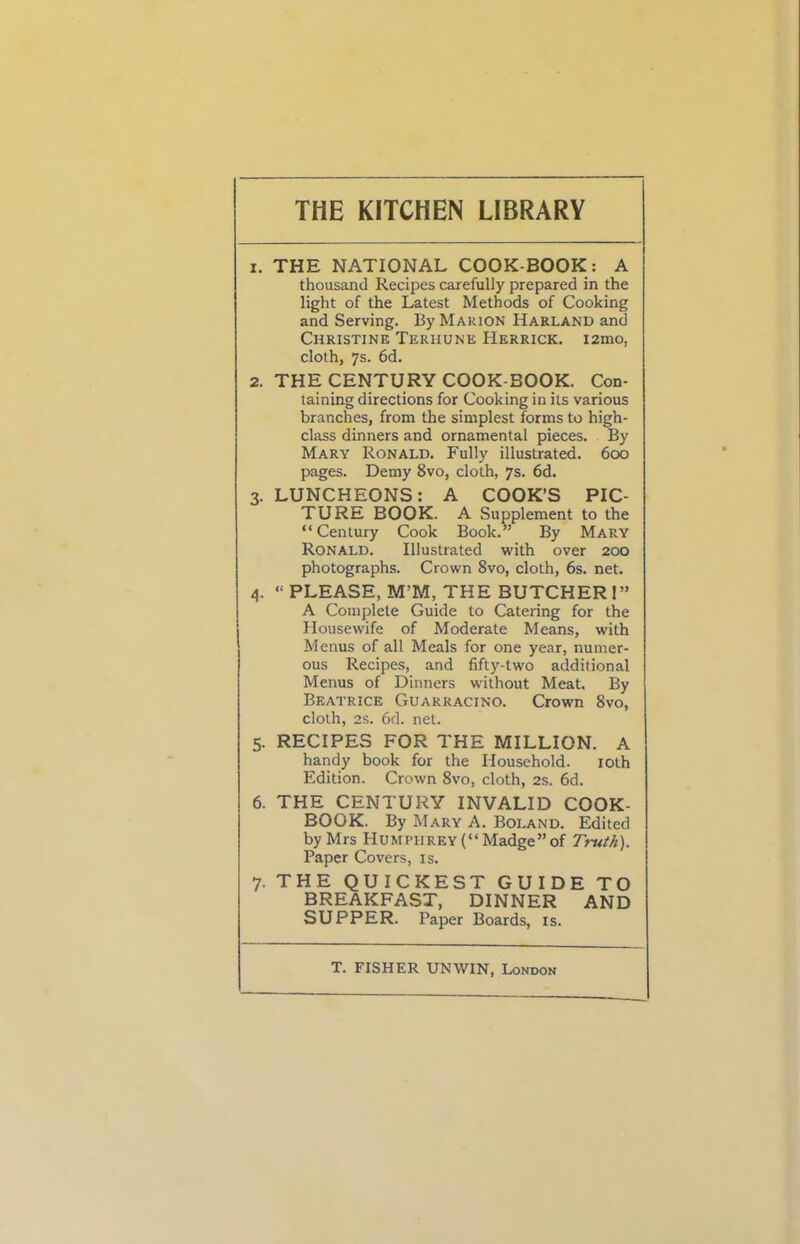 THE KITCHEN LIBRARY
1. THE NATIONAL COOK-BOOK: A
thousand Recipes carefully prepared in the
light of the Latest Methods of Cooking
and Serving. By MARION HARLAND and
CHRISTINE TERHUNE HERRICK. 12mo,
cloth, 7s. 6d.
2. THE CENTURY COOK-BOOK. Con-
taining directions for Cooking in its various
branches, from the simplest forms to high-
class dinners and ornamental pieces. By
MARY RONALD. Fully illustrated. 600
pages. Demy 8vo, cloth, 7s. 6d.
3. LUNCHEONS: A COOK'S PIC-
TURE BOOK. A Supplement to the
“Century Cook Book.” By MARY
RONALD. Illustrated with over 200
photographs. Crown 8vo, cloth, 6s. net.
4. “PLEASE, M'M, THE BUTCHER!”
A Complete Guide to Catering for the
Housewife of Moderate Means, with
Menus of all Meals for one year, numer-
ous Recipes, and fifty-two additional
Menus of Dinners without Meat. By
BEATRICE GUARRACINO. Crown 8vo,
cloth, 2s. 6d. net.
5. RECIPES FOR THE MILLION. A
handy book for the Household. 10th
Edition. Crown 8vo, cloth, 2s. 6d.
6. THE CENTURY INVALID COOK-
BOOK. By MARY A. BOLAND. Edited
by Mrs HUMPHREY (“Madge” of Truth).
Paper Covers, 1s.
7. THE QUICKEST GUIDE TO
BREAKFAST, DINNER AND
SUPPER. Paper Boards, 1s.
T. FISHER UNWIN, LONDON